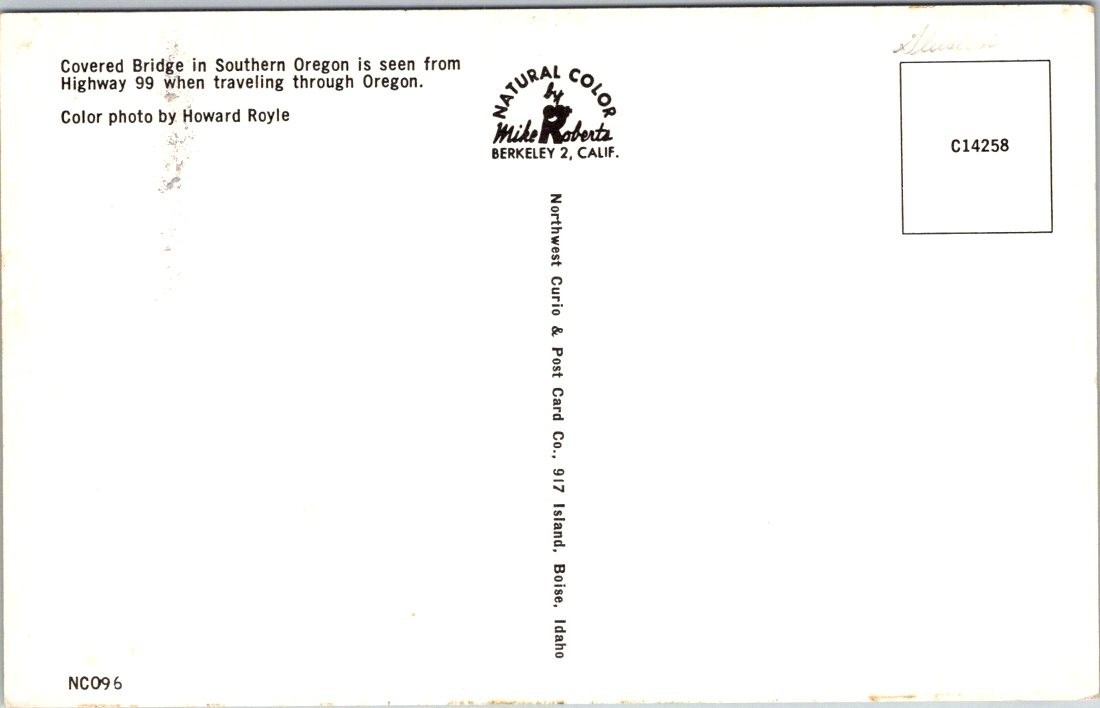 Covered Bridge in Southern Oregon is seen from
Highway 99 when traveling through Oregon.
Color photo by Howard Royle
NATURAL COLOR
by
Mike Roberts
BERKELEY 2, CALIF.
C14258
Northwest Curio & Post Card Co., 917 Island, Boise, Idaho
NC096